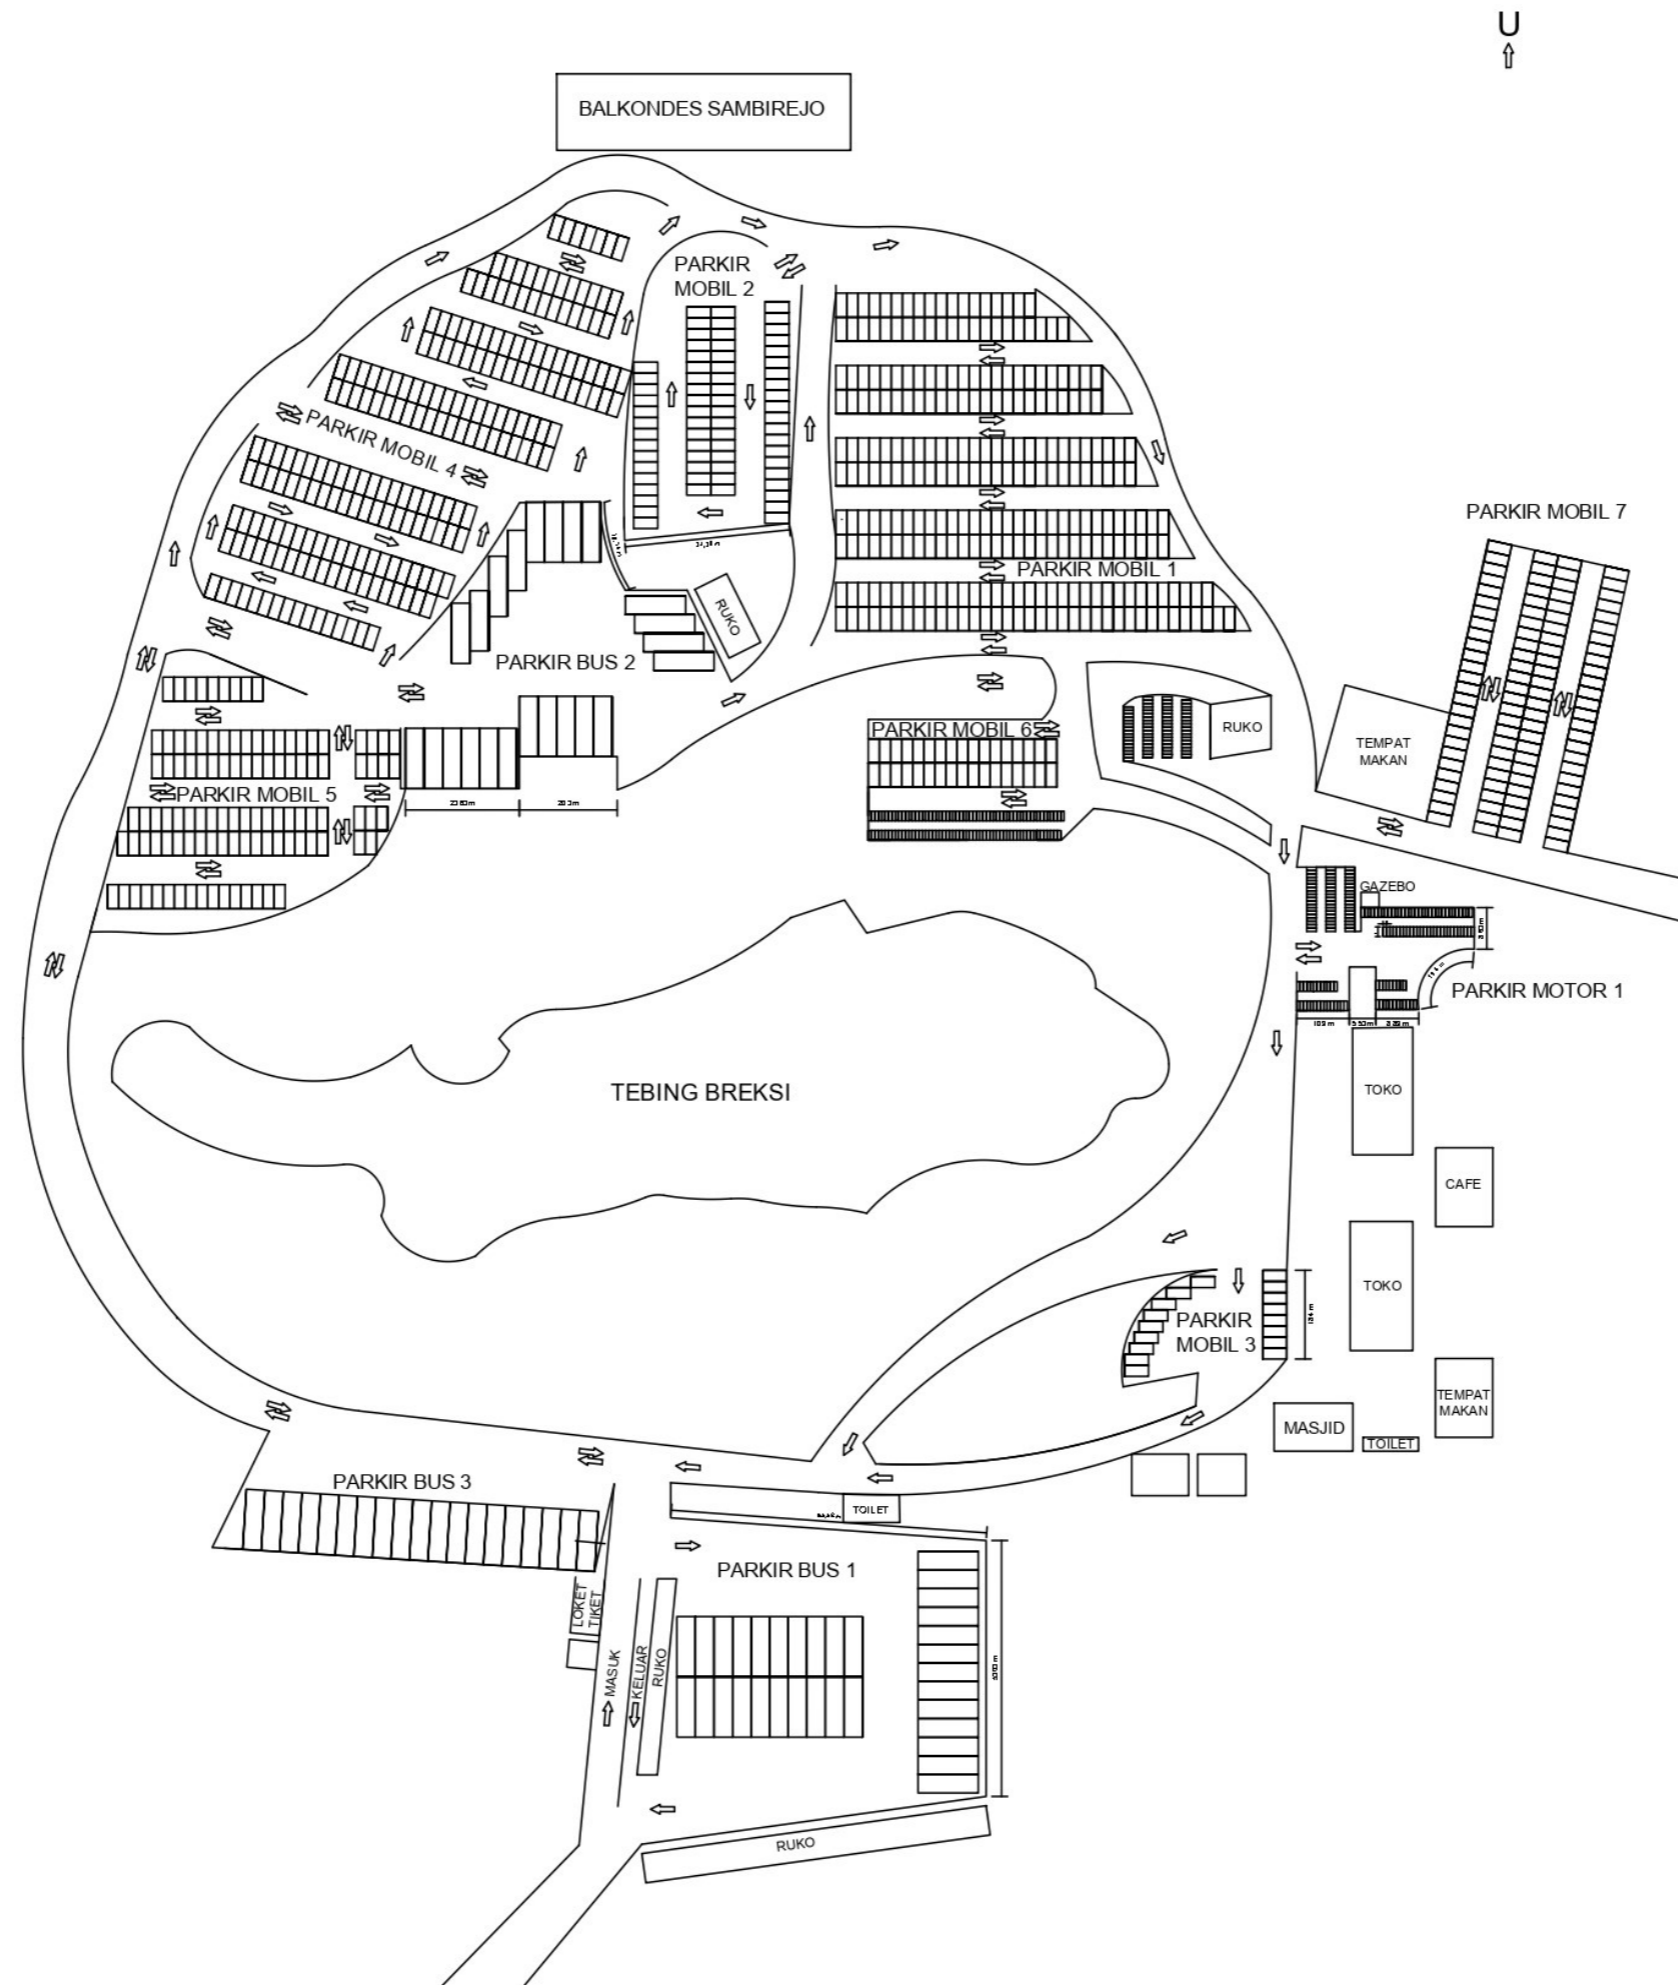 U
BALKONDES SAMBIREJO
PARKIR
MOBIL 2
PARKIR MOBIL 4
PARKIR MOBIL 7
PARKIR MOBIL 1
RUKO
PARKIR BUS 2
PARKIR MOBIL 6
RUKO
TEMPAT
MAKAN
PARKIR MOBIL 5
GAZEBO
PARKIR MOTOR 1
TEBING BREKSI
TOKO
CAFE
TOKO
PARKIR
MOBIL 3
TEMPAT
MAKAN
MASJID
TOILET
PARKIR BUS 3
TOILET
PARKIR BUS 1
LOKET
TIKET
MASUK
KELUAR
RUKO
RUKO